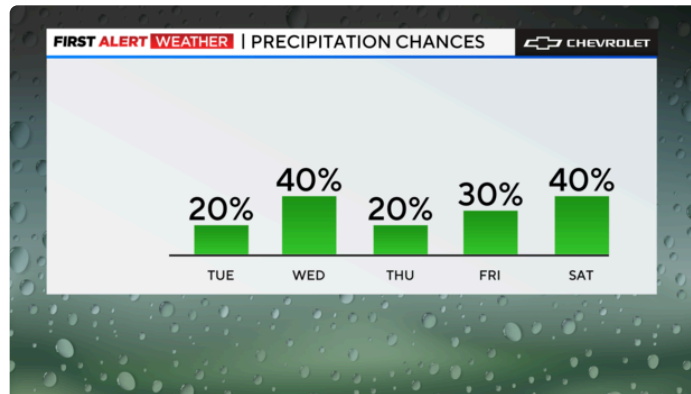 FIRST ALERT WEATHER | PRECIPITATION CHANCES CHEVROLET
20% 40% 20% 30% 40%
TUE WED THU FRI SAT